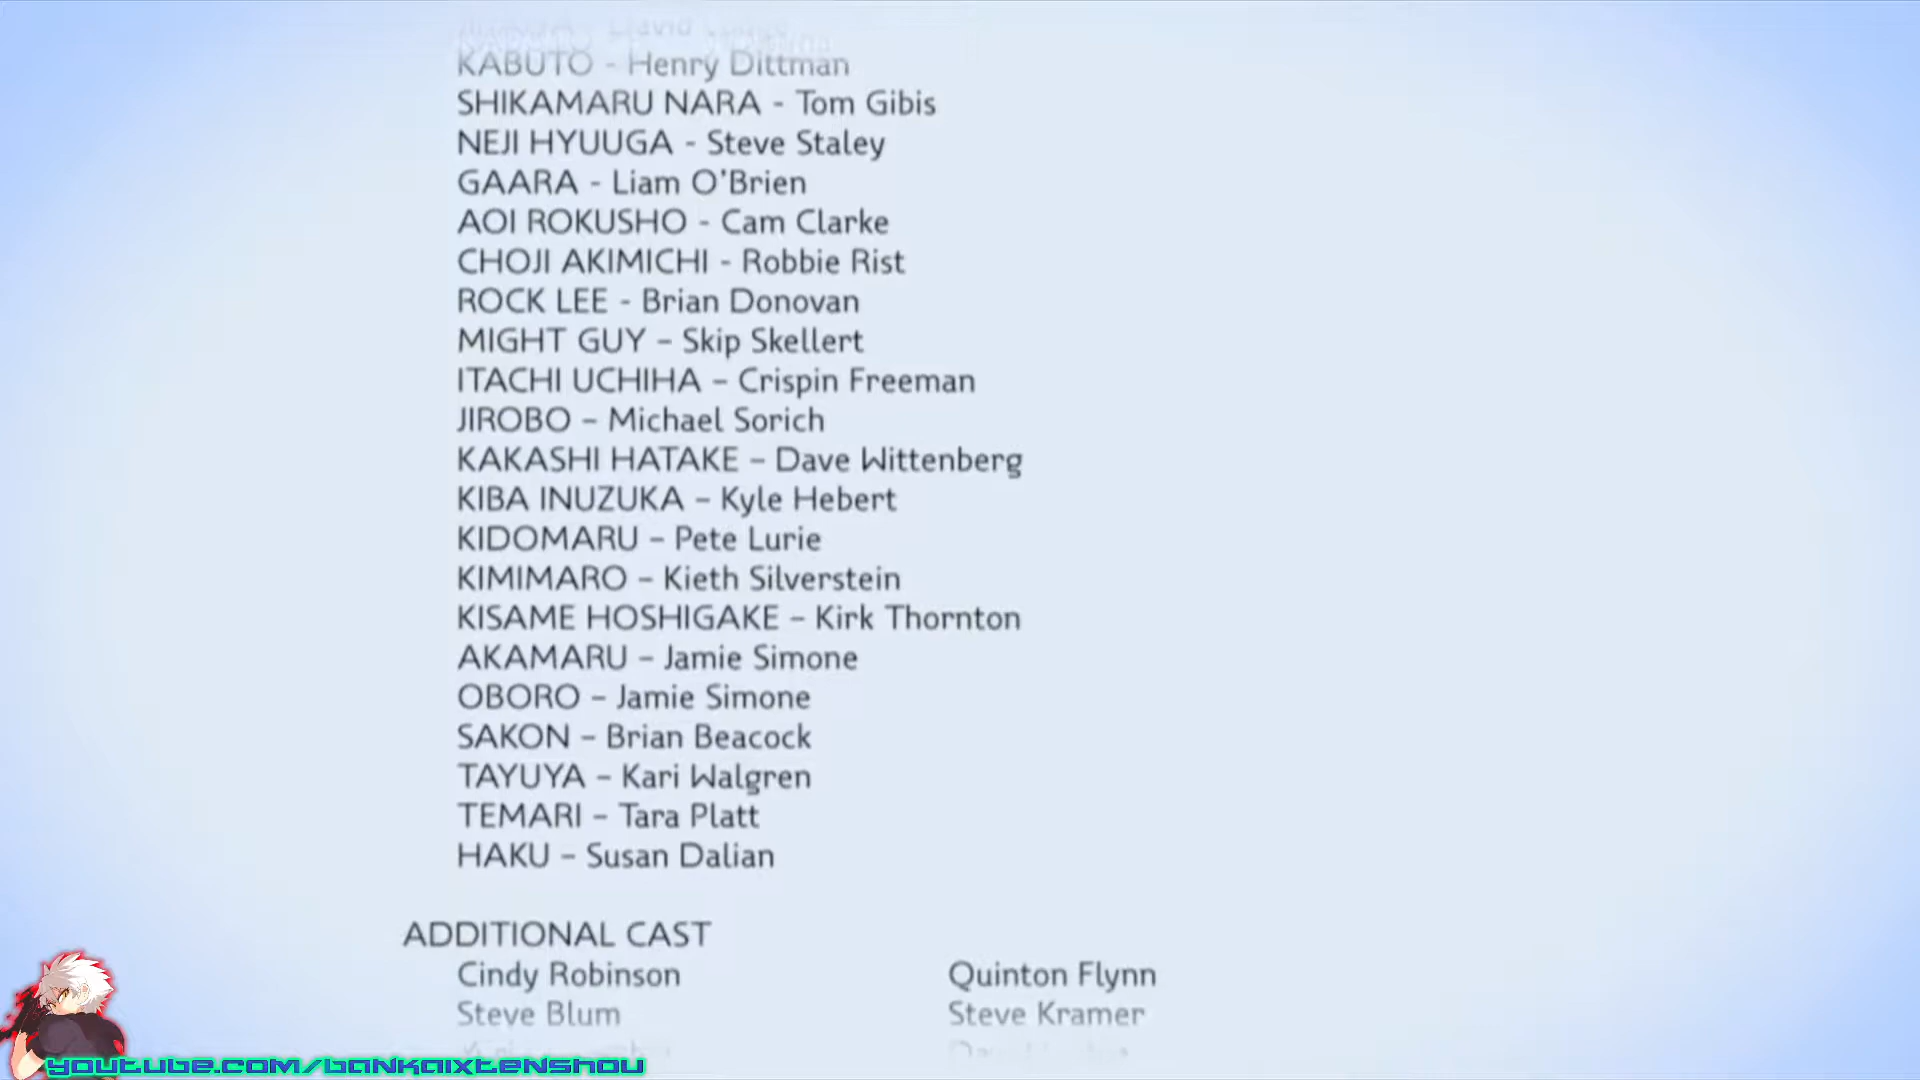 David
KABUTO - Henry Dittman
SHIKAMARU NARA - Tom Gibis
NEJI HYUUGA - Steve Staley
GAARA - Liam O'Brien
AOI ROKUSHO - Cam Clarke
CHOJI AKIMICHI - Robbie Rist
ROCK LEE - Brian Donovan
MIGHT GUY – Skip Skellert
ITACHI UCHIHA – Crispin Freeman
JIROBO – Michael Sorich
KAKASHI HATAKE – Dave Wittenberg
KIBA INUZUKA – Kyle Hebert
KIDOMARU – Pete Lurie
KIMIMARO – Kieth Silverstein
KISAME HOSHIGAKE – Kirk Thornton
AKAMARU – Jamie Simone
OBORO – Jamie Simone
SAKON – Brian Beacock
TAYUYA – Kari Walgren
TEMARI – Tara Platt
HAKU – Susan Dalian
ADDITIONAL CAST
Cindy Robinson Quinton Flynn
Steve Blum Steve Kramer
youtube.com/bankaixtenshou